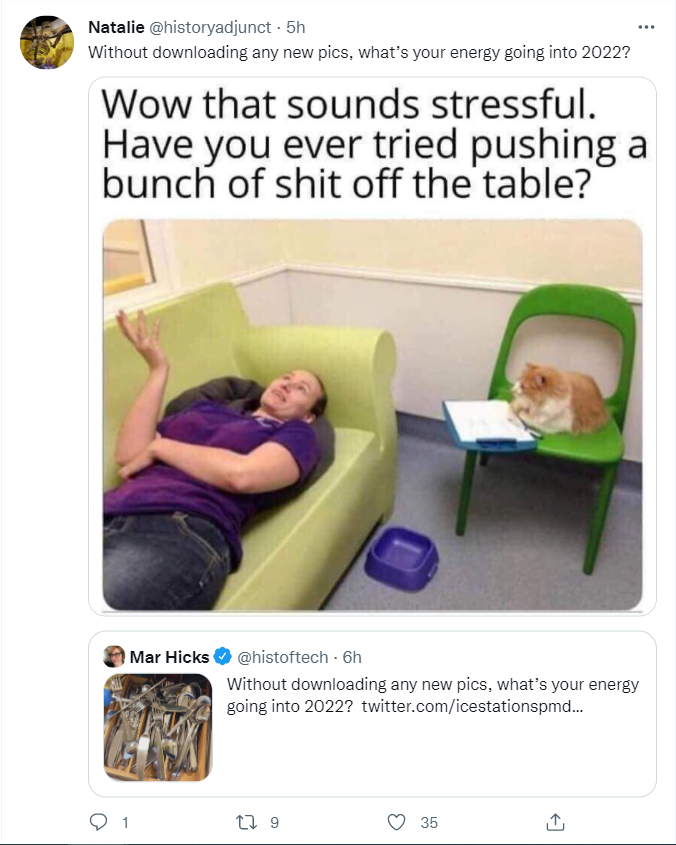 Natalie @historyadjunct · 5h
Without downloading any new pics, what's your energy going into 2022?
Wow that sounds stressful.
Have you ever tried pushing a
bunch of shit off the table?
Mar Hicks @histoftech · 6h
Without downloading any new pics, what's your energy
going into 2022? twitter.com/icestationspmd...
1
9
35